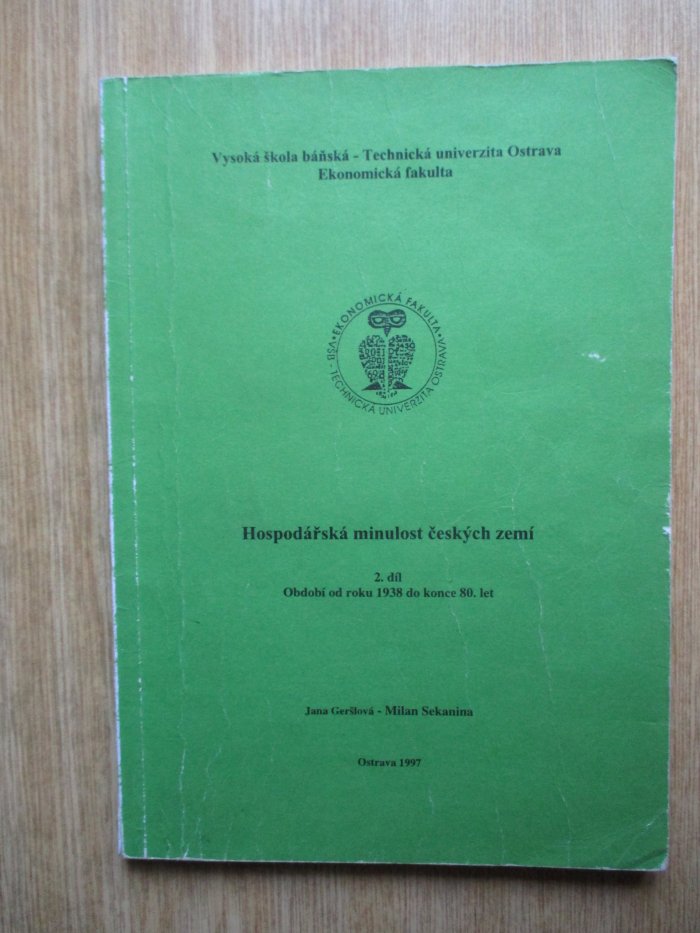 Vysoká škola báňská - Technická univerzita Ostrava
Ekonomická fakulta
•EKONOMICKÁ FAKULTA•
VŠB - TECHNICKÁ UNIVERZITA OSTRAVA
Hospodářská minulost českých zemí
2. díl
Období od roku 1938 do konce 80. let
Jana Geršlová - Milan Sekanina
Ostrava 1997